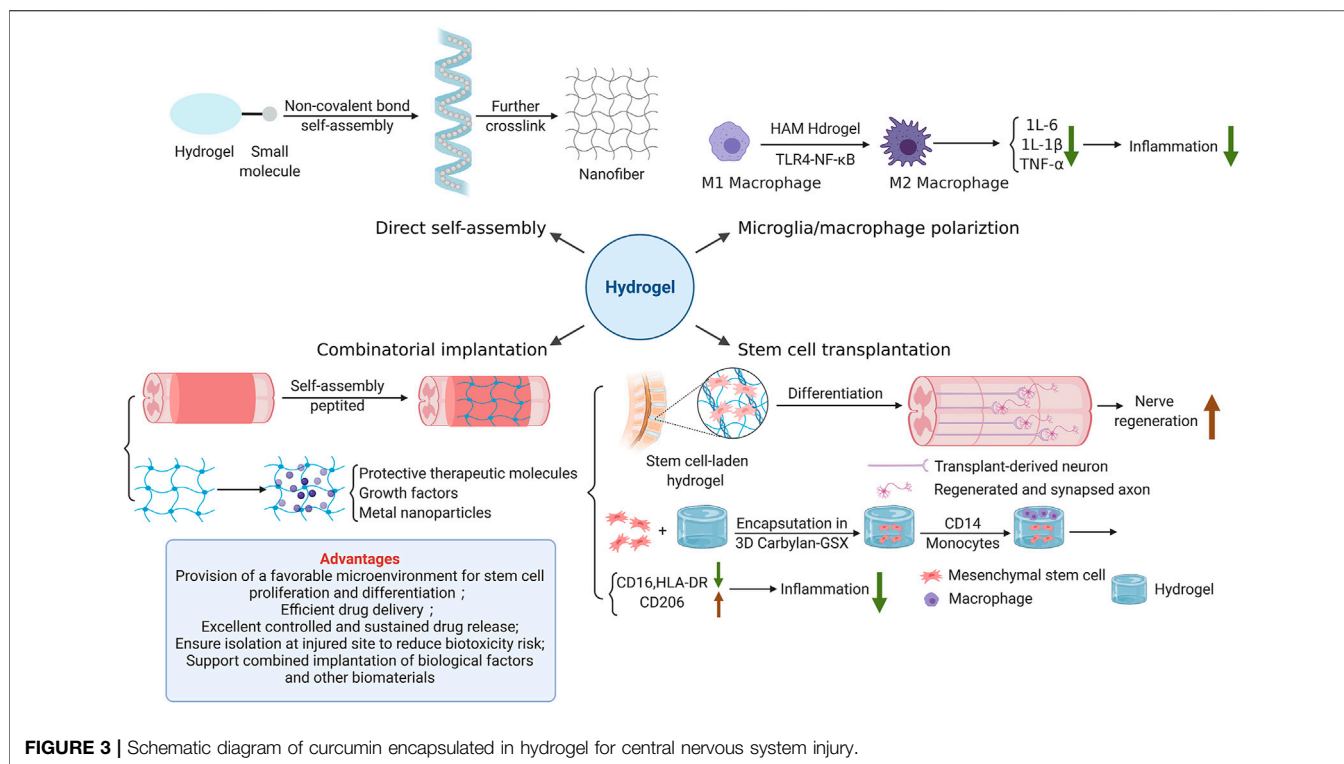 Non-covalent bond
self-assembly
Further
crosslink
Hydrogel
Small
molecule
Nanofiber
HAM Hdrogel
TLR4-NF-κB
M1 Macrophage
M2 Macrophage
1L-6
1L-1β
TNF-α
Inflammation
Direct self-assembly
Microglia/macrophage polariztion
Hydrogel
Combinatorial implantation
Stem cell transplantation
Self-assembly
peptited
Protective therapeutic molecules
Growth factors
Metal nanoparticles
Differentiation
Nerve
regeneration
Stem cell-laden
hydrogel
Transplant-derived neuron
Regenerated and synapsed axon
+
Encapsutation in
3D Carbylan-GSX
CD14
Monocytes
CD16,HLA-DR
CD206
Inflammation
Mesenchymal stem cell
Macrophage
Hydrogel
Advantages
Provision of a favorable microenvironment for stem cell
proliferation and differentiation ;
Efficient drug delivery ;
Excellent controlled and sustained drug release;
Ensure isolation at injured site to reduce biotoxicity risk;
Support combined implantation of biological factors
and other biomaterials
FIGURE 3 | Schematic diagram of curcumin encapsulated in hydrogel for central nervous system injury.